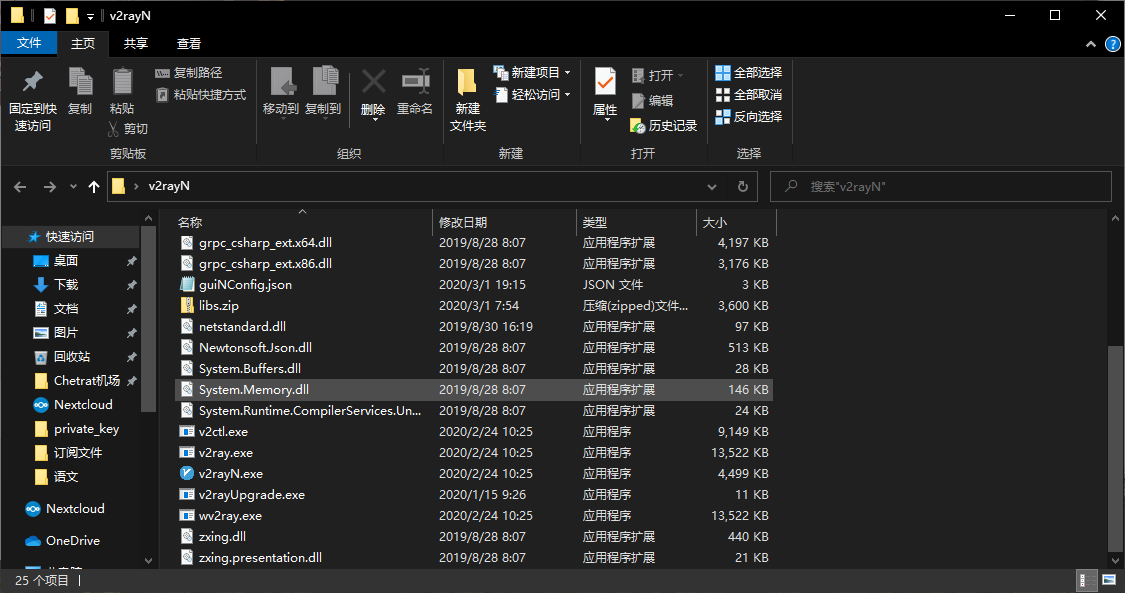 v2rayN
文件 主页 共享 查看
固定到快速访问
复制
粘贴
复制路径
粘贴快捷方式
剪切
剪贴板
移动到
复制到
删除
重命名
组织
新建文件夹
新建项目
轻松访问
新建
属性
打开
编辑
历史记录
打开
全部选择
全部取消
反向选择
选择
v2rayN
搜索"v2rayN"
快速访问
桌面
下载
文档
图片
回收站
Chetrat机场
Nextcloud
private_key
订阅文件
语文
Nextcloud
OneDrive
名称 修改日期 类型 大小
grpc_csharp_ext.x64.dll 2019/8/28 8:07 应用程序扩展 4,197 KB
grpc_csharp_ext.x86.dll 2019/8/28 8:07 应用程序扩展 3,176 KB
guiNConfig.json 2020/3/1 19:15 JSON 文件 3 KB
libs.zip 2020/3/1 7:54 压缩(zipped)文件... 3,600 KB
netstandard.dll 2019/8/30 16:19 应用程序扩展 97 KB
Newtonsoft.Json.dll 2019/8/28 8:07 应用程序扩展 513 KB
System.Buffers.dll 2019/8/28 8:07 应用程序扩展 28 KB
System.Memory.dll 2019/8/28 8:07 应用程序扩展 146 KB
System.Runtime.CompilerServices.Un... 2019/8/28 8:07 应用程序扩展 24 KB
v2ctl.exe 2020/2/24 10:25 应用程序 9,149 KB
v2ray.exe 2020/2/24 10:25 应用程序 13,522 KB
v2rayN.exe 2020/2/24 10:25 应用程序 4,499 KB
v2rayUpgrade.exe 2020/1/15 9:26 应用程序 11 KB
wv2ray.exe 2020/2/24 10:25 应用程序 13,522 KB
zxing.dll 2019/8/28 8:07 应用程序扩展 440 KB
zxing.presentation.dll 2019/8/28 8:07 应用程序扩展 21 KB
25 个项目